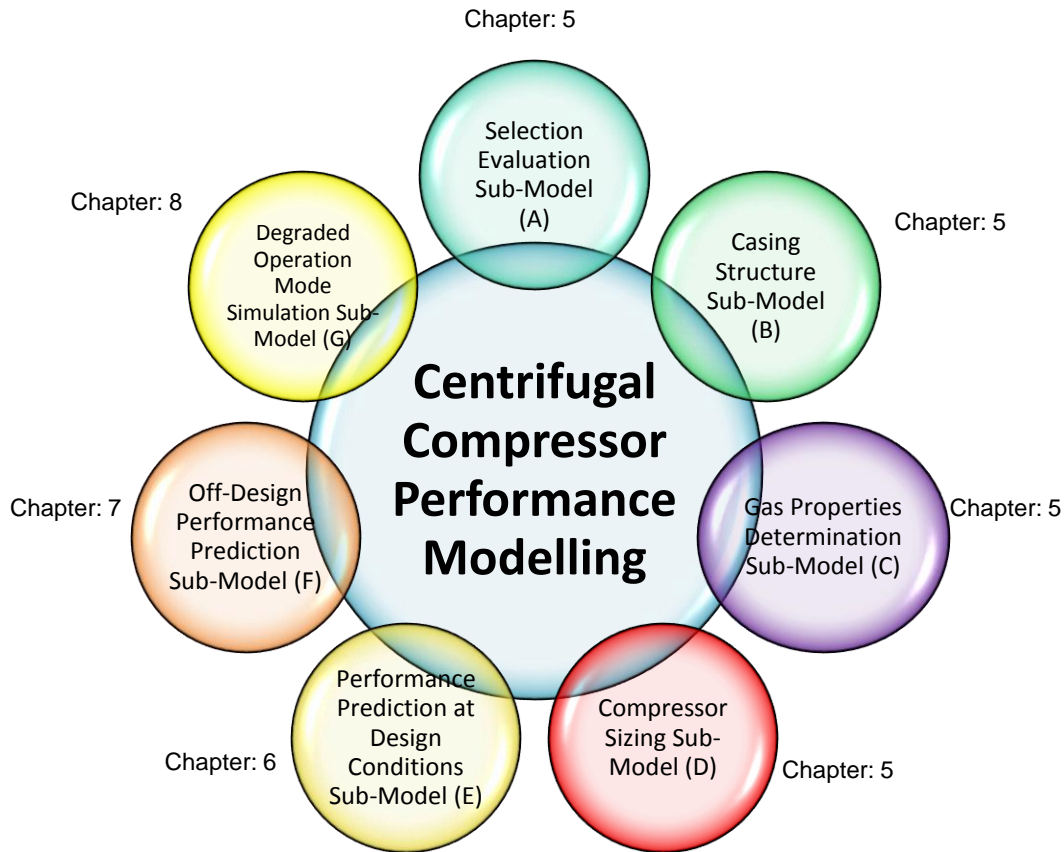 Chapter: 5
Selection
Evaluation
Sub-Model
(A)
Chapter: 5
Casing
Structure
Sub-Model
(B)
Chapter: 5
Gas Properties
Determination
Sub-Model (C)
Chapter: 5
Compressor
Sizing Sub-
Model (D)
Chapter: 6
Performance
Prediction at
Design
Conditions
Sub-Model (E)
Chapter: 7
Off-Design
Performance
Prediction
Sub-Model (F)
Chapter: 8
Degraded
Operation
Mode
Simulation Sub-
Model (G)
Centrifugal
Compressor
Performance
Modelling